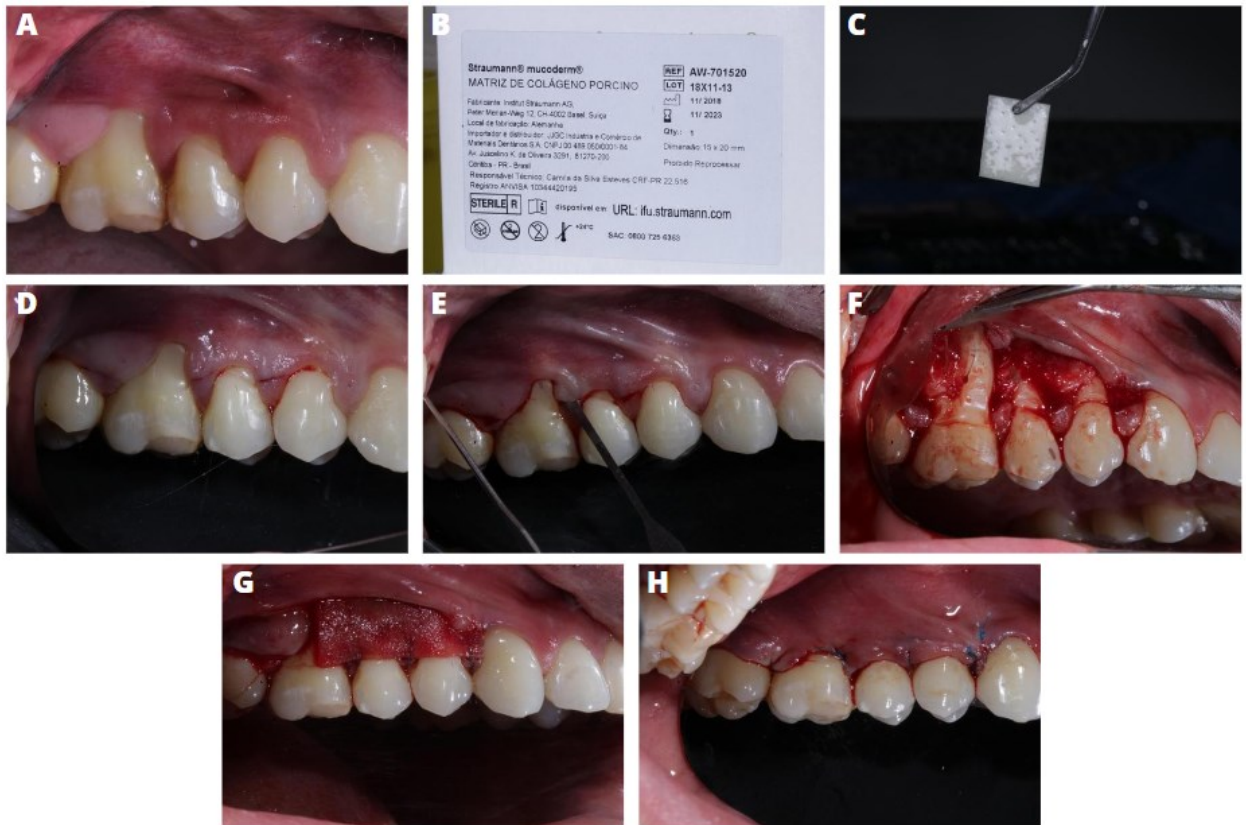 A
B
Straumann® mucoderm®
MATRIZ DE COLÁGENO PORCINO
Fabricante: Institut Straumann AG,
Peter Merian-Weg 12, CH-4002 Basel, Suíça
Local de fabricação: Alemanha
Importador e distribuidor: JJGC Indústria e Comércio de
Materiais Dentários S.A. CNPJ 00.489.050/0001-84
Av. Juscelino K. de Oliveira 3291, 81270-200
Curitiba - PR - Brasil
Responsável Técnico: Camila da Silva Esteves CRF-PR 22.516
Registro ANVISA 10344420195
REF AW-701520
LOT 18X11-13
11/ 2018
11/ 2023
Qty.: 1
Dimensão: 15 x 20 mm
Proibido Reprocessar
STERILE R
disponível em URL: ifu.straumann.com
+24°C
SAC: 0800 725 6363
C
D
E
F
G
H